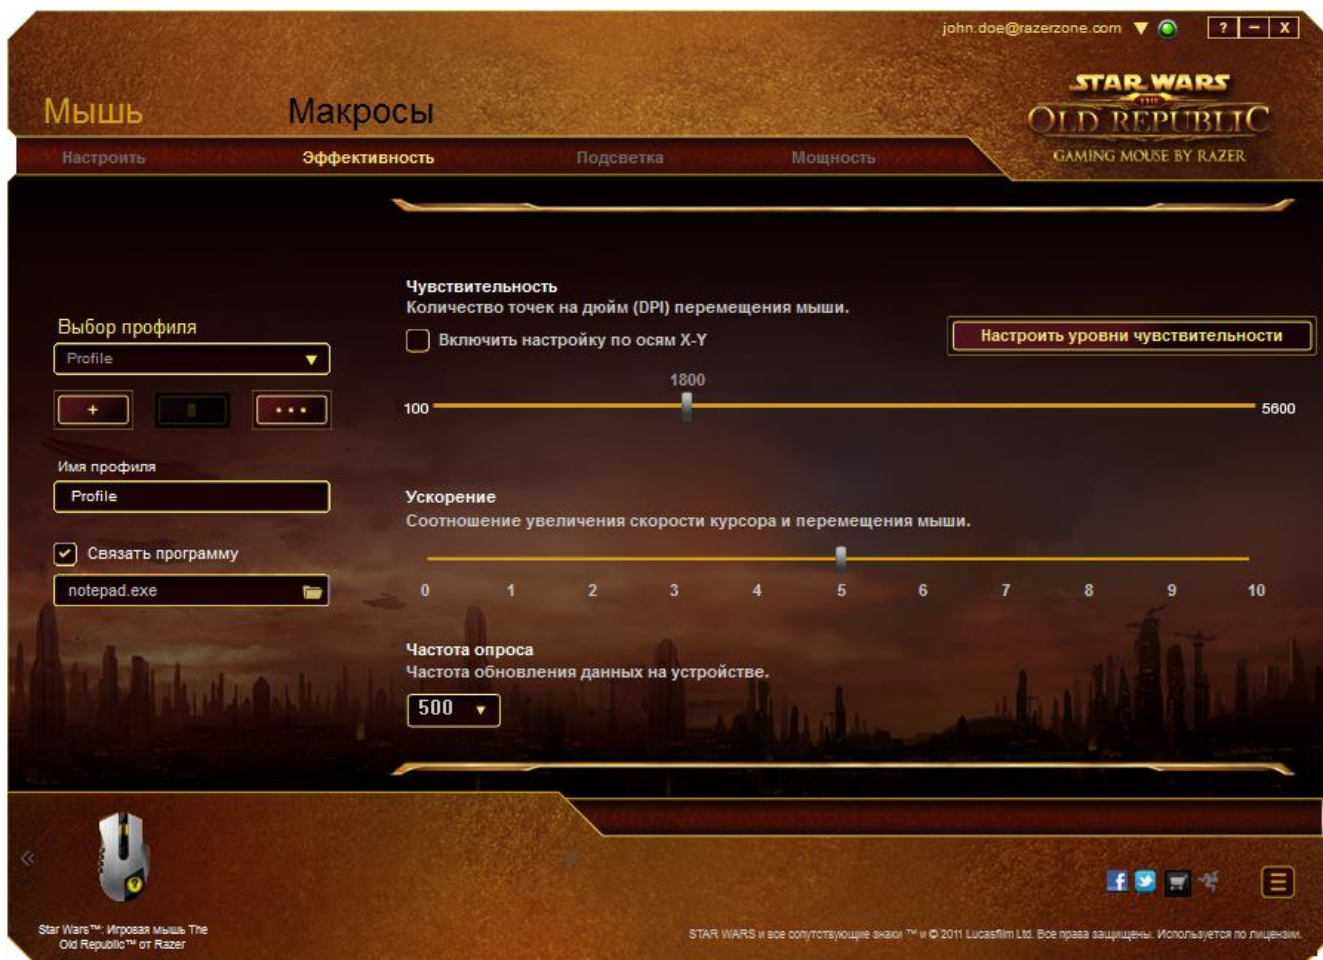 john.doe@razerzone.com
? – X
STAR WARS
THE
OLD REPUBLIC
GAMING MOUSE BY RAZER
Мышь Макросы
Настроить Эффективность Подсветка Мощность
Выбор профиля
Profile
+ •••
Имя профиля
Profile
Связать программу
notepad.exe
Чувствительность
Количество точек на дюйм (DPI) перемещения мыши.
Включить настройку по осям X-Y
Настроить уровни чувствительности
1800
100 5600
Ускорение
Соотношение увеличения скорости курсора и перемещения мыши.
0 1 2 3 4 5 6 7 8 9 10
Частота опроса
Частота обновления данных на устройстве.
500
Star Wars™: Игровая мышь The
Old Republic™ от Razer
STAR WARS и все сопутствующие знаки ™ и © 2011 Lucasfilm Ltd. Все права защищены. Используется по лицензии.